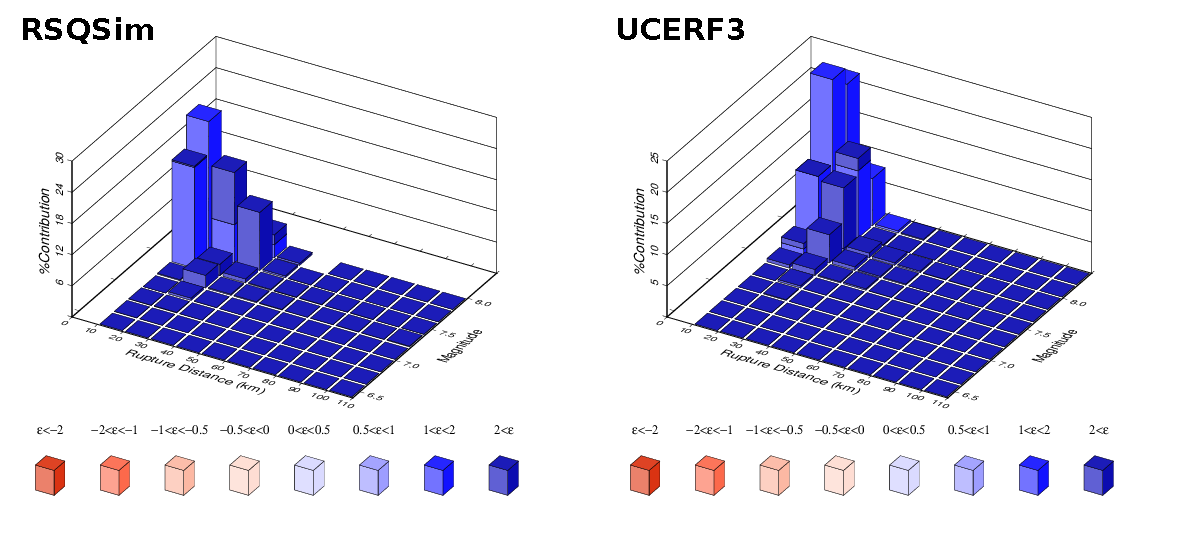 RSQSim
UCERF3
%Contribution
30
24
18
12
6
0
10
20
30
40
50
60
70
80
90
100
110
Rupture Distance (km)
6.5
7.0
7.5
8.0
Magnitude
ε<−2
−2<ε<−1
−1<ε<−0.5
−0.5<ε<0
0<ε<0.5
0.5<ε<1
1<ε<2
2<ε
%Contribution
25
20
15
10
5
0
10
20
30
40
50
60
70
80
90
100
110
Rupture Distance (km)
6.5
7.0
7.5
8.0
Magnitude
ε<−2
−2<ε<−1
−1<ε<−0.5
−0.5<ε<0
0<ε<0.5
0.5<ε<1
1<ε<2
2<ε